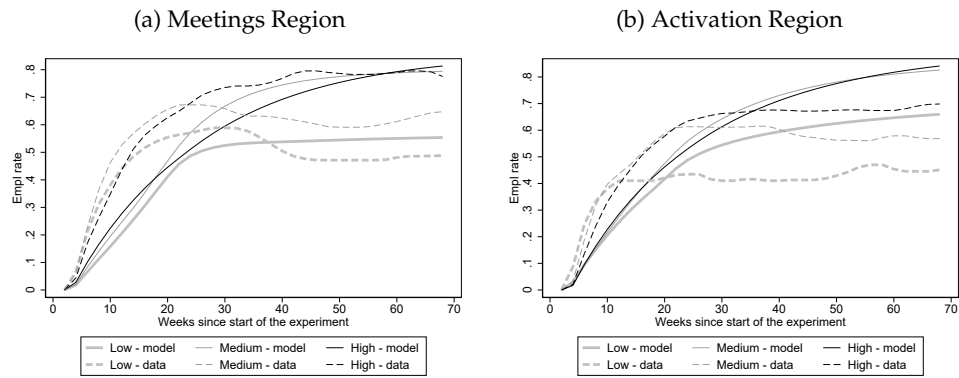 (a) Meetings Region
Empl rate
0 .1 .2 .3 .4 .5 .6 .7 .8
0 10 20 30 40 50 60 70
Weeks since start of the experiment
Low - model Medium - model High - model
Low - data Medium - data High - data
(b) Activation Region
Empl rate
0 .1 .2 .3 .4 .5 .6 .7 .8
0 10 20 30 40 50 60 70
Weeks since start of the experiment
Low - model Medium - model High - model
Low - data Medium - data High - data